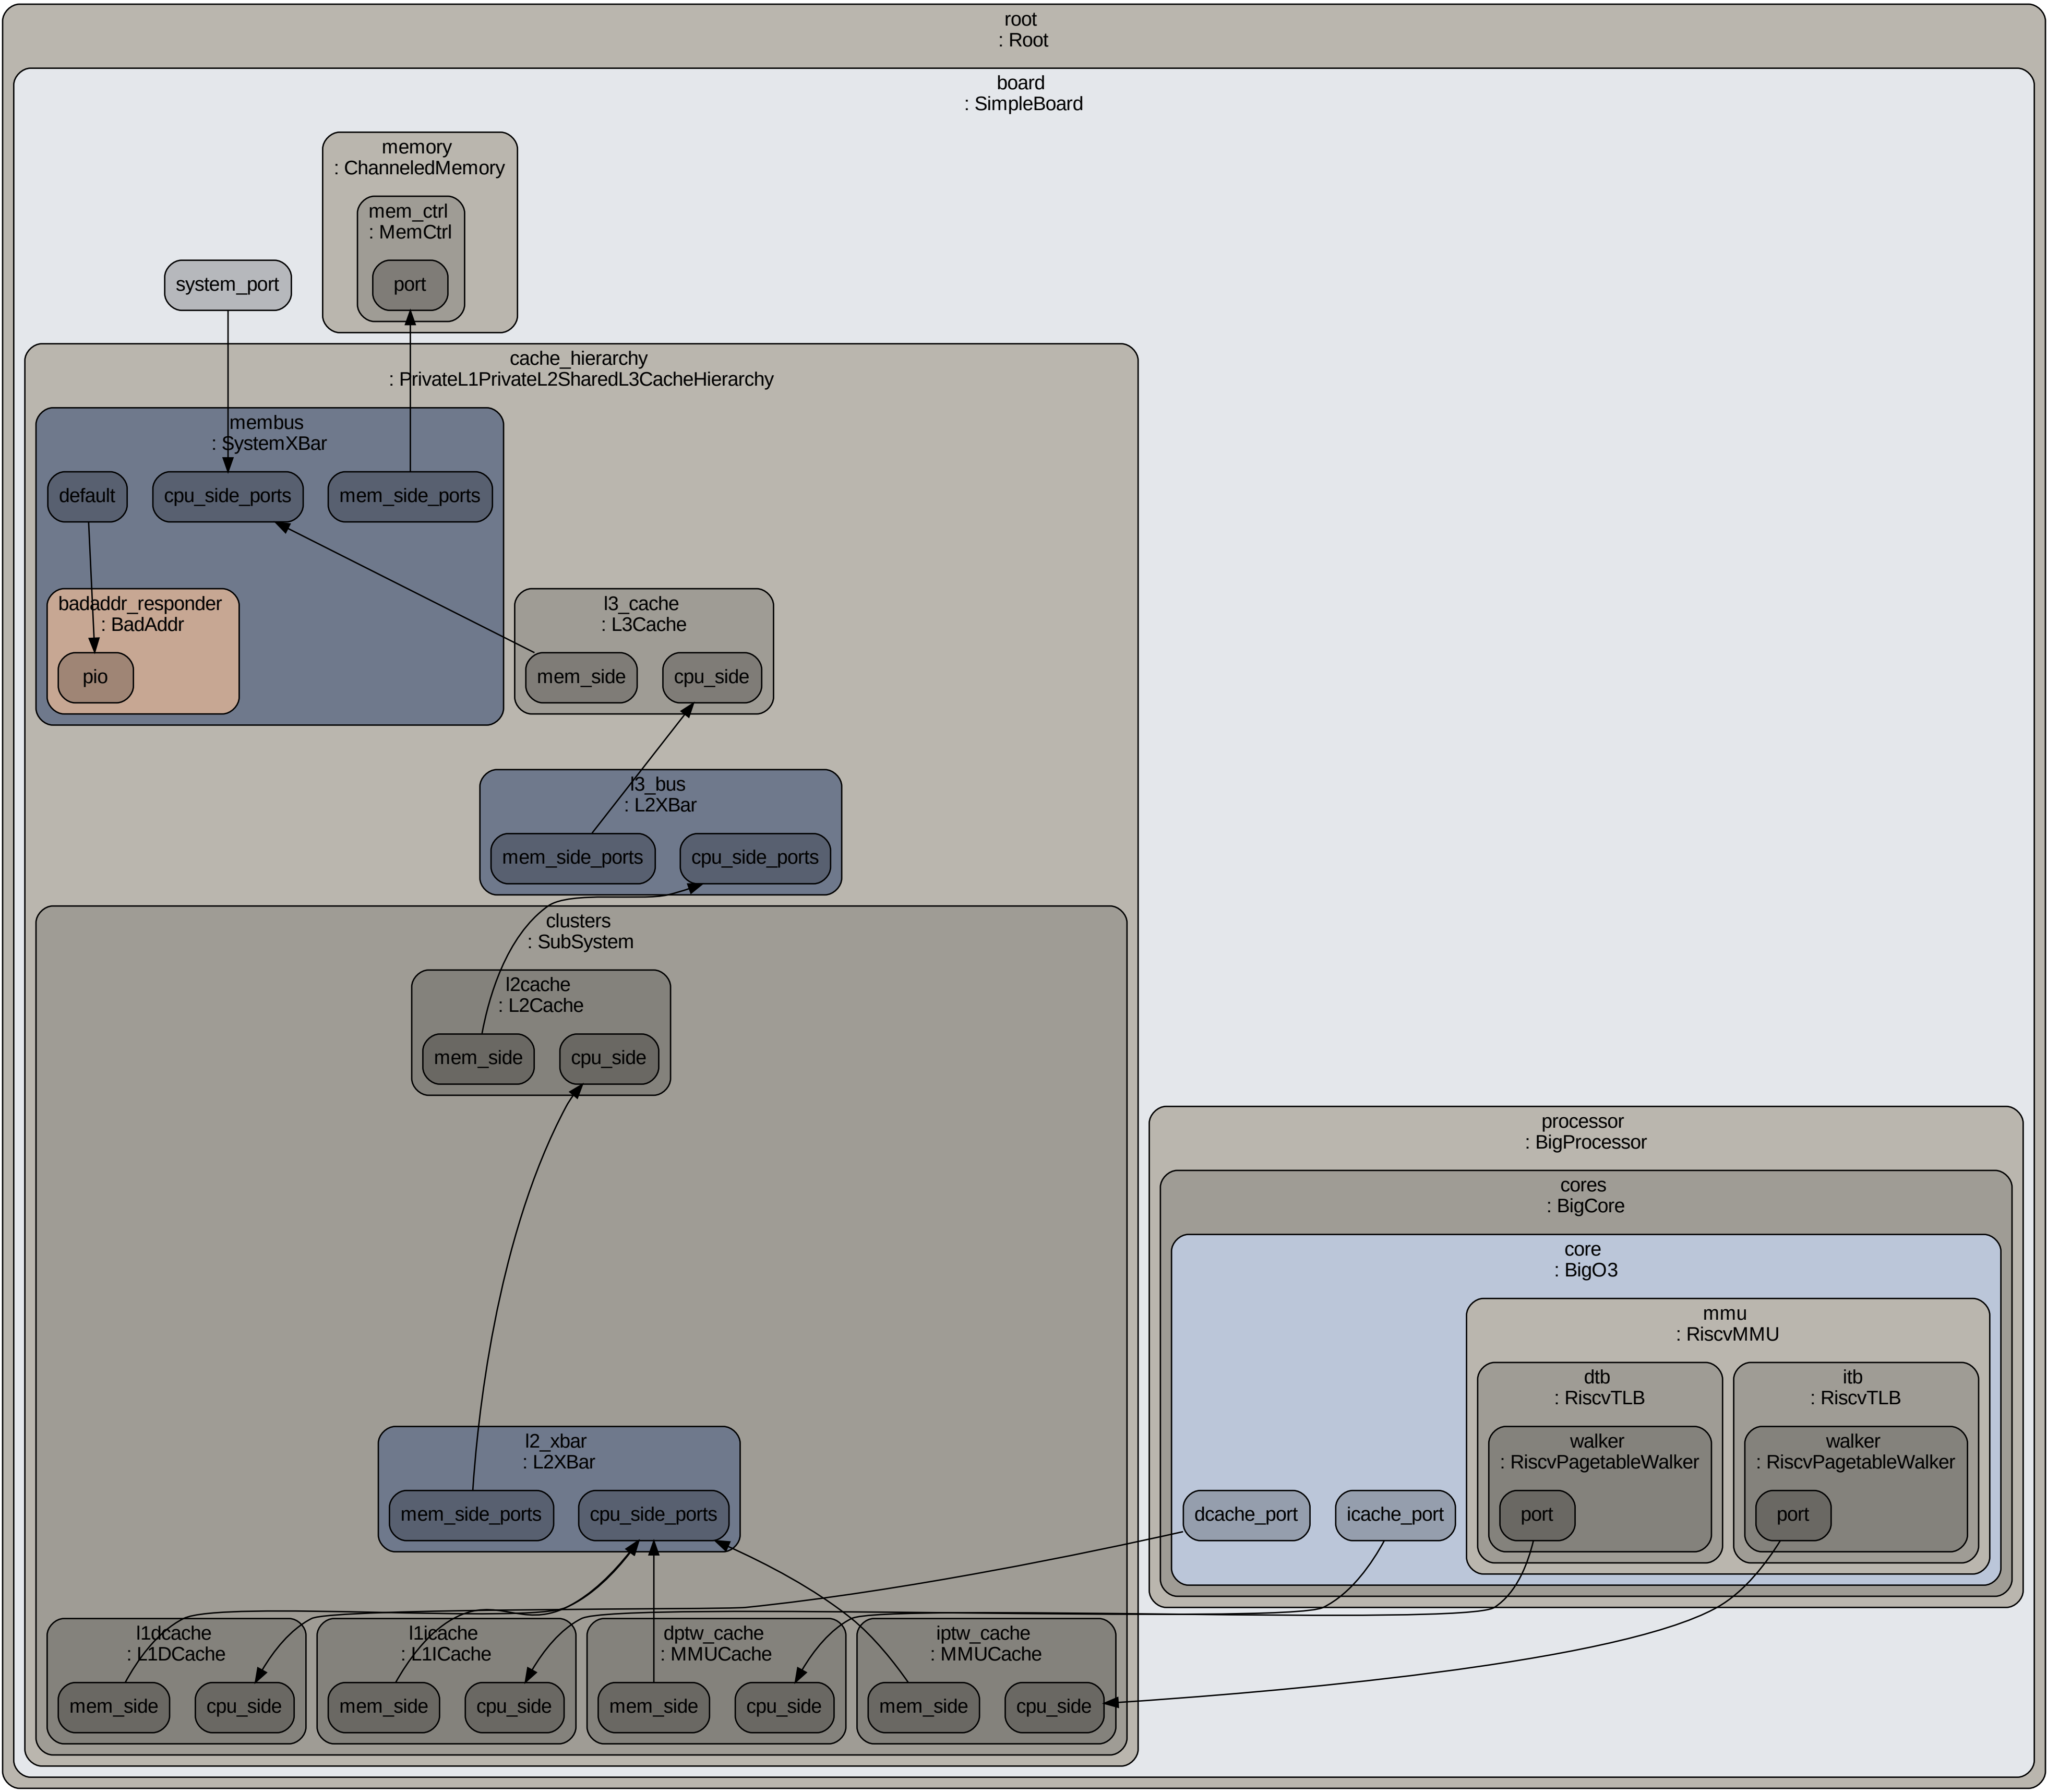 root
: Root
board
: SimpleBoard
memory
: ChanneledMemory
mem_ctrl
: MemCtrl
system_port
port
cache_hierarchy
: PrivateL1PrivateL2SharedL3CacheHierarchy
membus
: SystemXBar
default
cpu_side_ports
mem_side_ports
badaddr_responder
: BadAddr
pio
l3_cache
: L3Cache
mem_side
cpu_side
l3_bus
: L2XBar
mem_side_ports
cpu_side_ports
clusters
: SubSystem
l2cache
: L2Cache
mem_side
cpu_side
processor
: BigProcessor
cores
: BigCore
core
: BigO3
mmu
: RiscvMMU
dtb
: RiscvTLB
itb
: RiscvTLB
walker
: RiscvPagetableWalker
walker
: RiscvPagetableWalker
l2_xbar
: L2XBar
mem_side_ports
cpu_side_ports
dcache_port
icache_port
port
port
l1dcache
: L1DCache
mem_side
cpu_side
l1icache
: L1ICache
mem_side
cpu_side
dptw_cache
: MMUCache
mem_side
cpu_side
iptw_cache
: MMUCache
mem_side
cpu_side